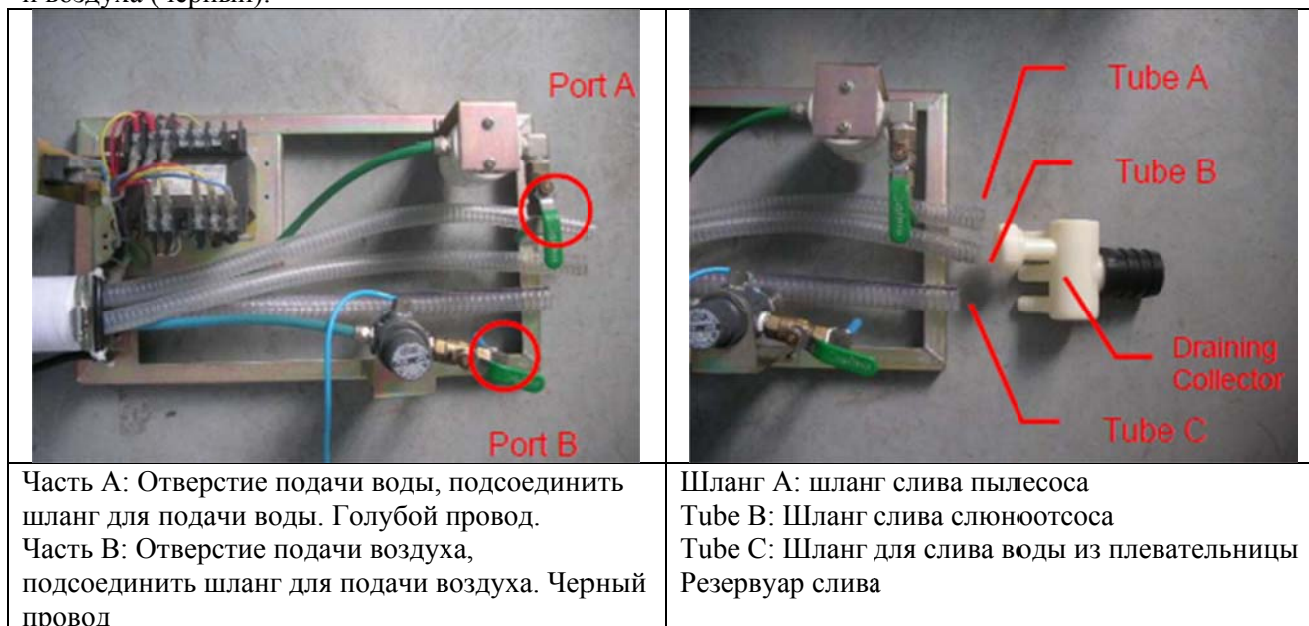 и воздуха (черный).
Port A
Port B
Tube A
Tube B
Draining
Collector
Tube C
Часть А: Отверстие подачи воды, подсоединить
шланг для подачи воды. Голубой провод.
Часть В: Отверстие подачи воздуха,
подсоединить шланг для подачи воздуха. Черный
провод
Шланг А: шланг слива пылесоса
Tube B: Шланг слива слюноотсоса
Tube C: Шланг для слива воды из плевательницы
Резервуар слива